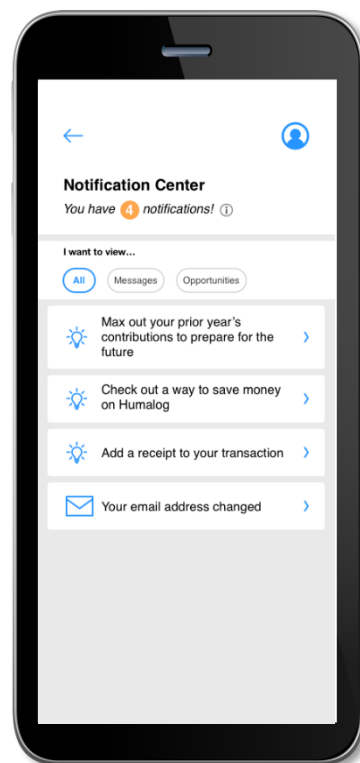 Notification Center
You have 4 notifications!
I want to view...
All Messages Opportunities
Max out your prior year's
contributions to prepare for the
future
Check out a way to save money
on Humalog
Add a receipt to your transaction
Your email address changed